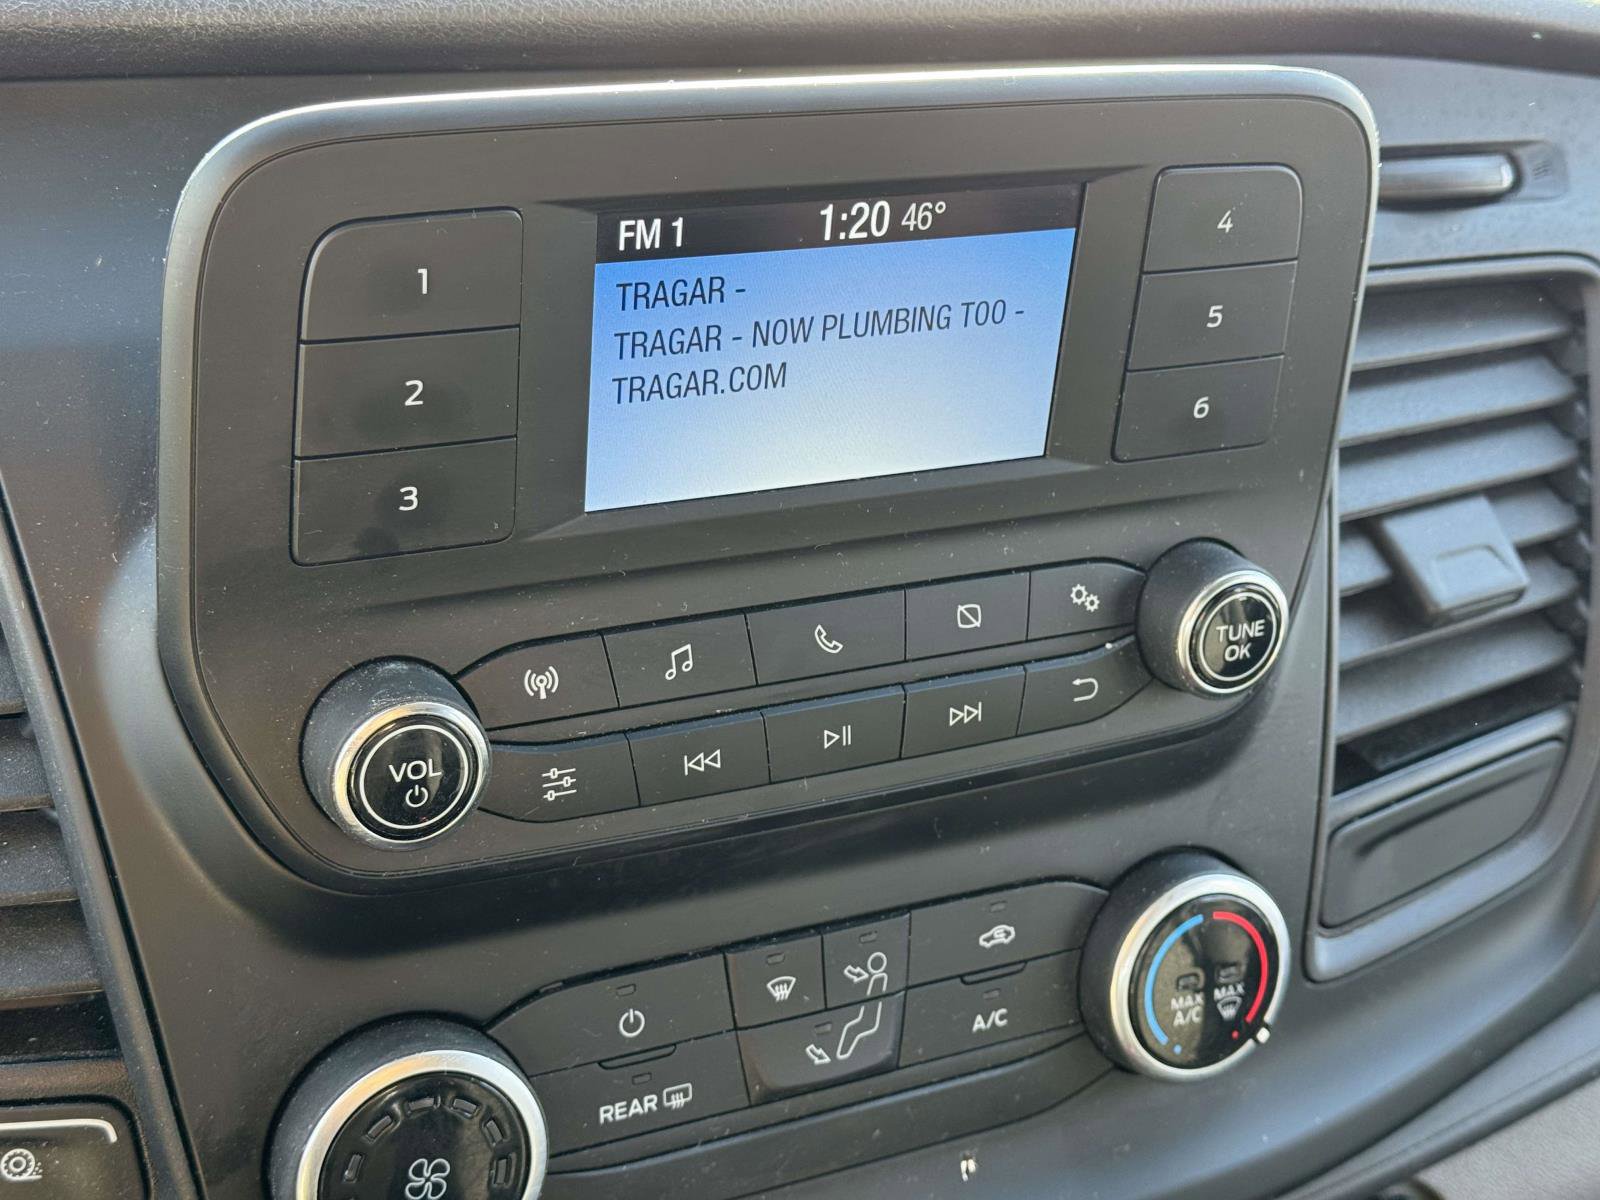 FM 1 1:20 46°
TRAGAR -
TRAGAR - NOW PLUMBING TOO -
TRAGAR.COM
1
2
3
4
5
6
TUNE
OK
VOL
A/C
REAR
MAX
A/C
MAX